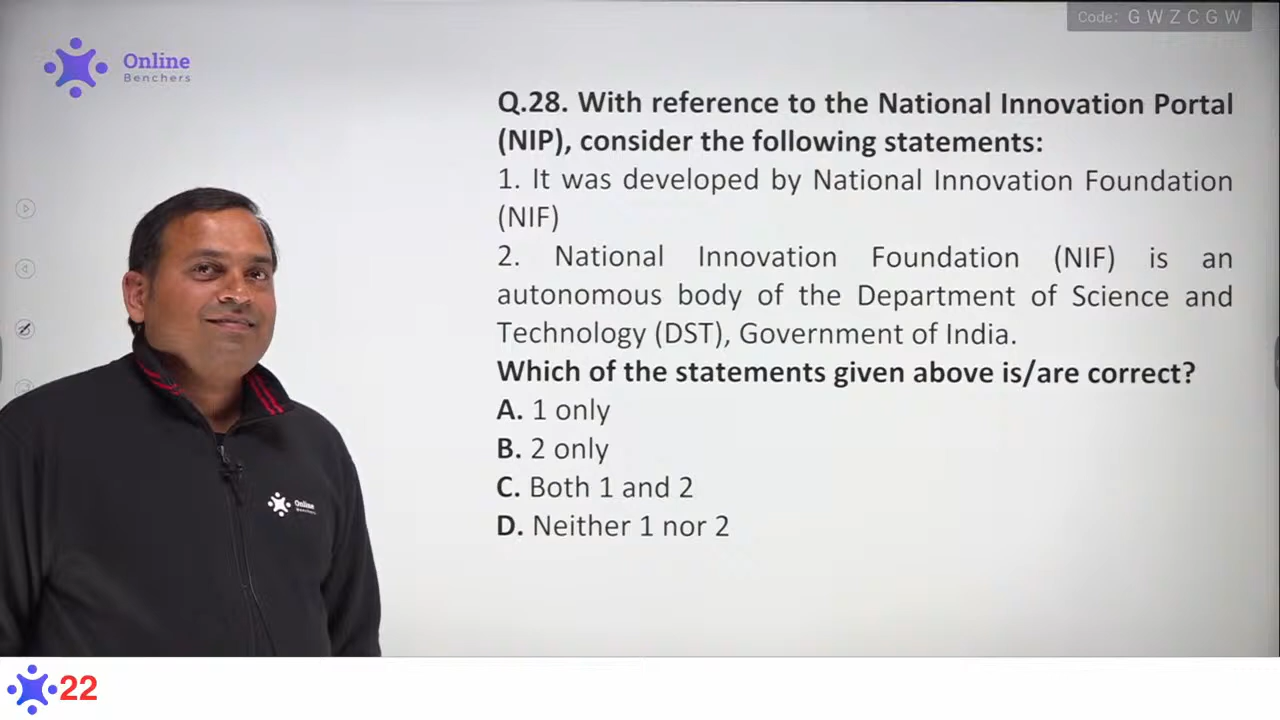 Code: G W Z C G W
Online
Benchers
Q.28. With reference to the National Innovation Portal
(NIP), consider the following statements:
1. It was developed by National Innovation Foundation
(NIF)
2. National Innovation Foundation (NIF) is an
autonomous body of the Department of Science and
Technology (DST), Government of India.
Which of the statements given above is/are correct?
A. 1 only
B. 2 only
C. Both 1 and 2
D. Neither 1 nor 2
Online
Benchers
22